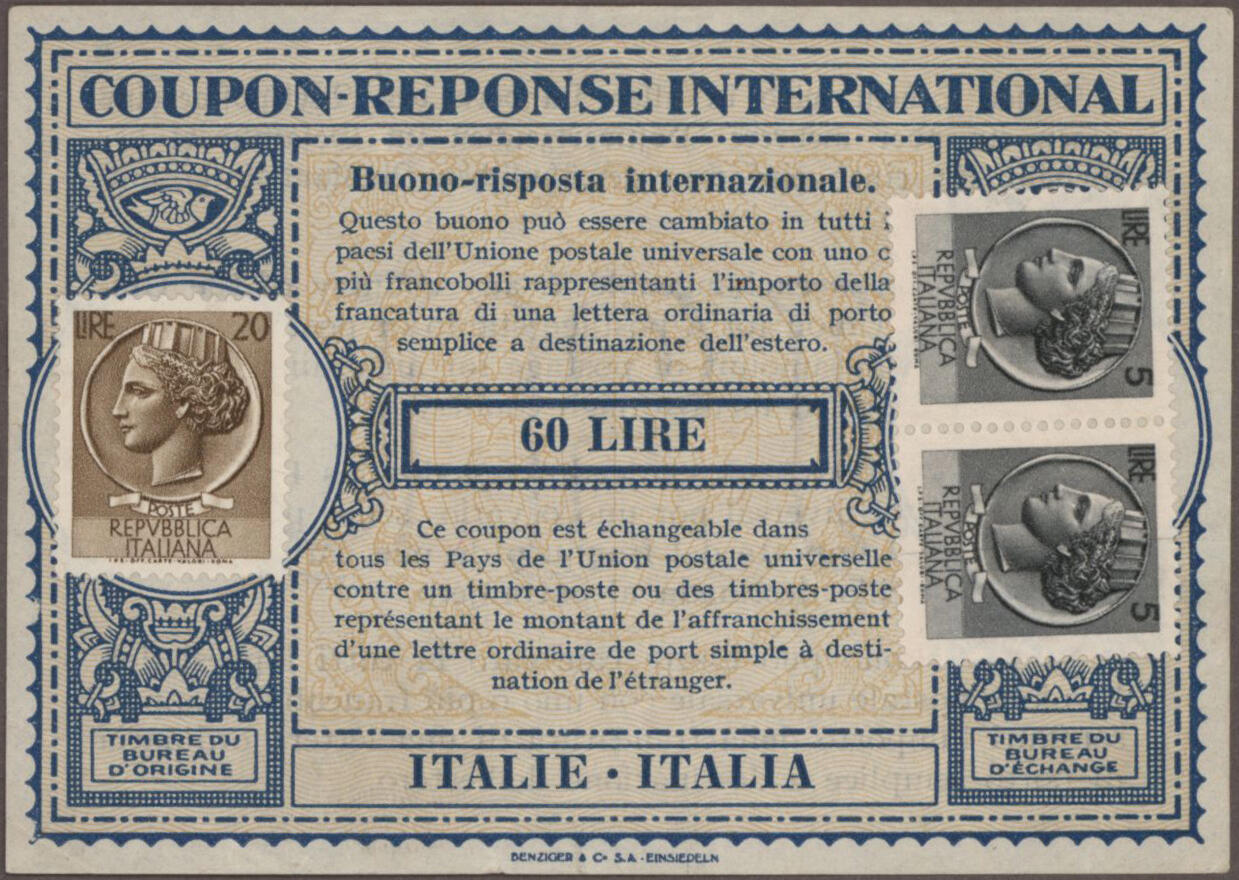 COUPON-REPONSE INTERNATIONAL
Buono-risposta internazionale.
Questo buono può essere cambiato in tutti i
paesi dell'Unione postale universale con uno
più francobolli rappresentanti l'importo della
francatura di una lettera ordinaria di porto
semplice a destinazione dell'estero.
60 LIRE
Ce coupon est échangeable dans
tous les Pays de l'Union postale universelle
contre un timbre-poste ou des timbres-poste
représentant le montant de l'affranchissement
d'une lettre ordinaire de port simple à desti-
nation de l'étranger.
LIRE 20
POSTE
REPVBBLICA
ITALIANA
I.P.S.-OFF. CARTE-VALORI-ROMA
LIRE 5
POSTE
REPVBBLICA
ITALIANA
LIRE 5
POSTE
REPVBBLICA
ITALIANA
TIMBRE DU
BUREAU
D'ORIGINE
ITALIE · ITALIA
TIMBRE DU
BUREAU
D'ÉCHANGE
BENZIGER & Co S.A. - EINSIEDELN